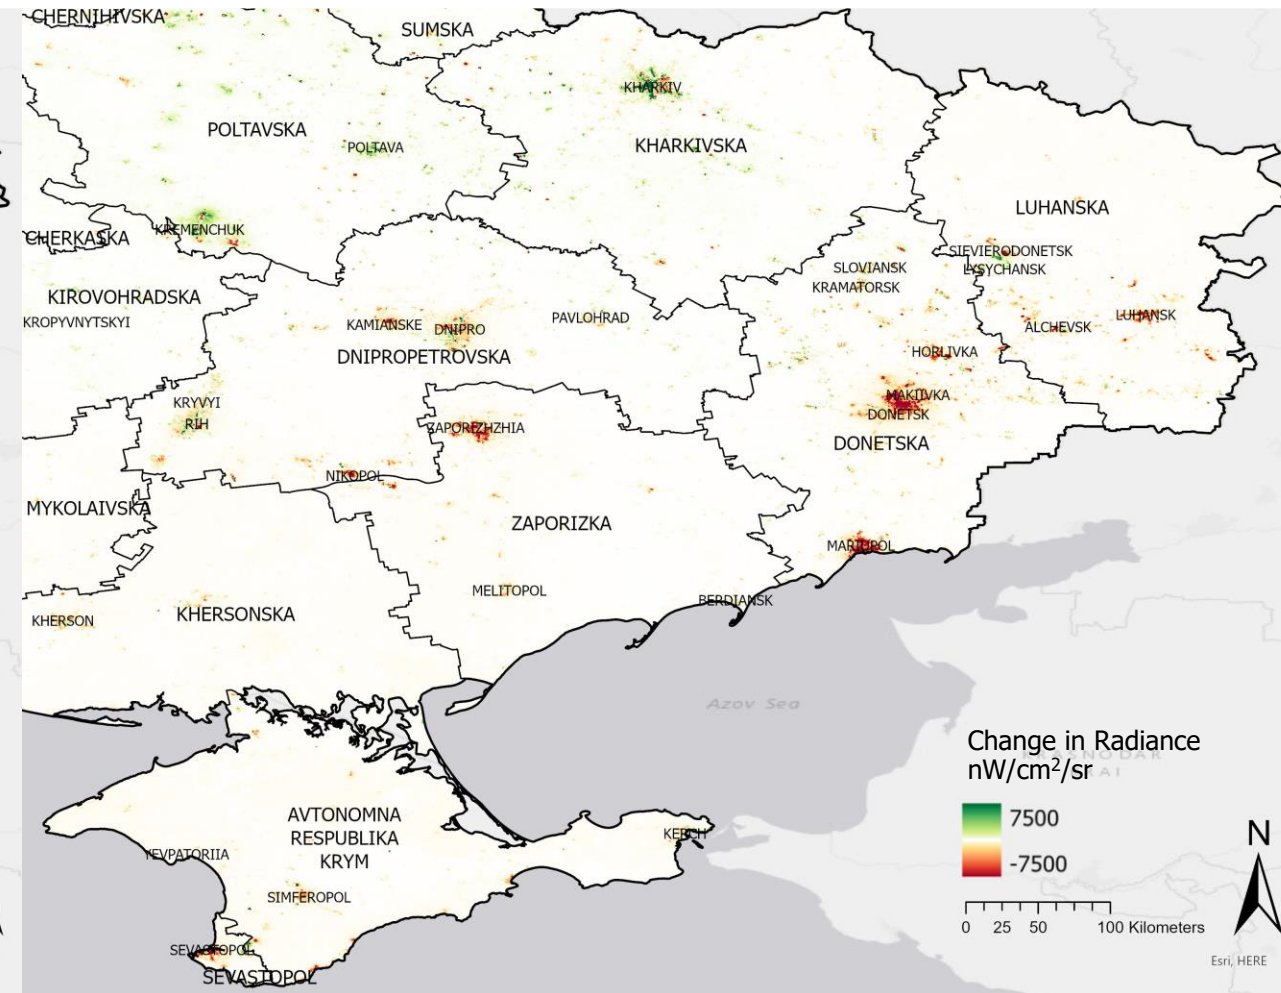 CHERNIHIVSKA
SUMSKA
KHARKIV
POLTAVSKA
POLTAVA
KHARKIVSKA
LUHANSKA
KREMENCHUK
CHERKASKA
SIEVIERODONETSK
LYSYCHANSK
SLOVIANSK
KRAMATORSK
KIROVOHRADSKA
KROPYVNYTSKYI
KAMIANSKE
DNIPRO
PAVLOHRAD
ALCHEVSK
LUHANSK
DNIPROPETROVSKA
HORLIVKA
KRYVYI
RIH
MAKIIVKA
DONETSK
ZAPORIZHZHIA
DONETSKA
NIKOPOL
MYKOLAIVSKA
ZAPORIZKA
MARIUPOL
MELITOPOL
BERDIANSK
KHERSON
KHERSONSKA
Azov Sea
Change in Radiance
nW/cm²/sr
KRASNODAR
7500
-7500
AVTONOMNA
RESPUBLIKA
KRYM
KERCH
YEVPATORIIA
SIMFEROPOL
SEVASTOPOL
SEVASTOPOL
N
0 25 50 100 Kilometers
Esri, HERE